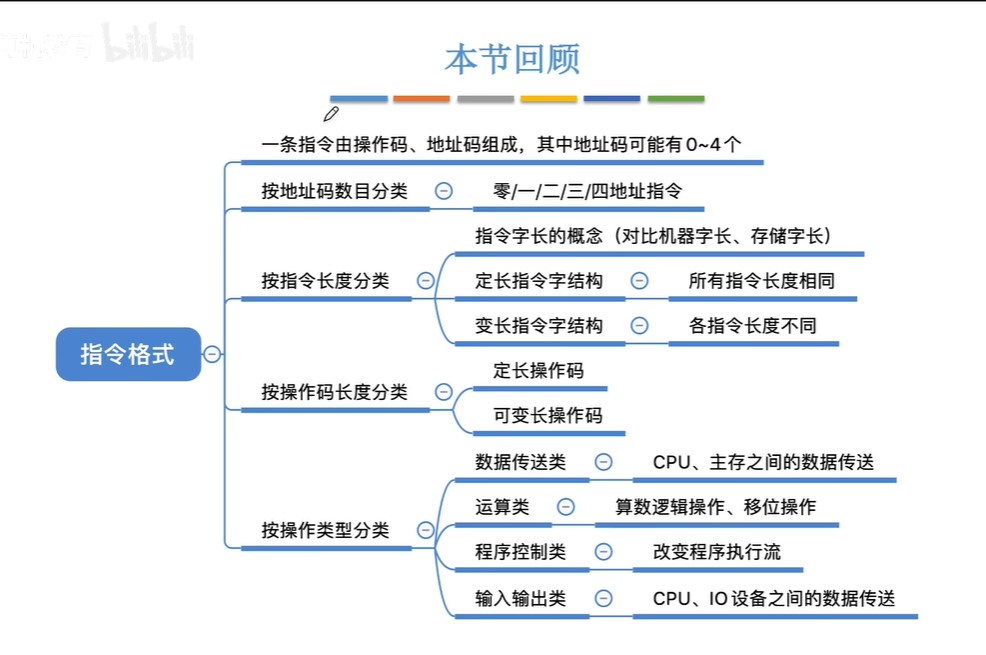 bilibili
本节回顾
一条指令由操作码、地址码组成，其中地址码可能有0~4个
按地址码数目分类
零/一/二/三/四地址指令
指令字长的概念（对比机器字长、存储字长）
按指令长度分类
定长指令字结构
所有指令长度相同
变长指令字结构
各指令长度不同
指令格式
按操作码长度分类
定长操作码
可变长操作码
数据传送类
CPU、主存之间的数据传送
运算类
算数逻辑操作、移位操作
按操作类型分类
程序控制类
改变程序执行流
输入输出类
CPU、IO设备之间的数据传送